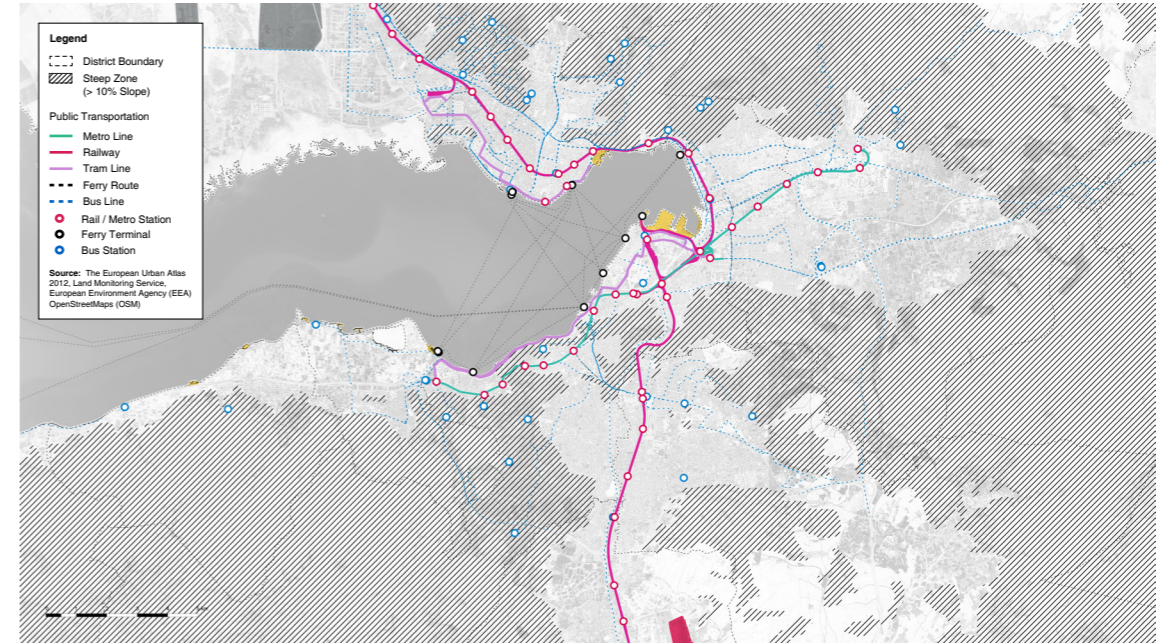 Legend
District Boundary
Steep Zone
(> 10% Slope)
Public Transportation
Metro Line
Railway
Tram Line
Ferry Route
Bus Line
Rail / Metro Station
Ferry Terminal
Bus Station
Source: The European Urban Atlas
2012, Land Monitoring Service,
European Environment Agency (EEA)
OpenStreetMaps (OSM)